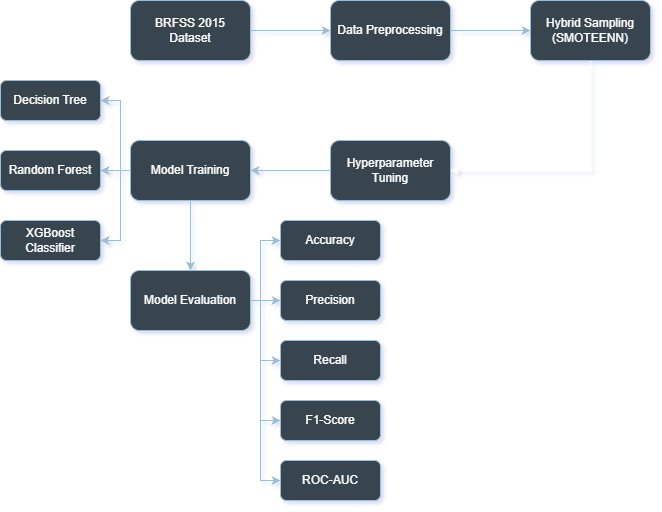 BRFSS 2015
Dataset
Data Preprocessing
Hybrid Sampling
(SMOTEENN)
Decision Tree
Random Forest
XGBoost
Classifier
Model Training
Hyperparameter
Tuning
Model Evaluation
Accuracy
Precision
Recall
F1-Score
ROC-AUC